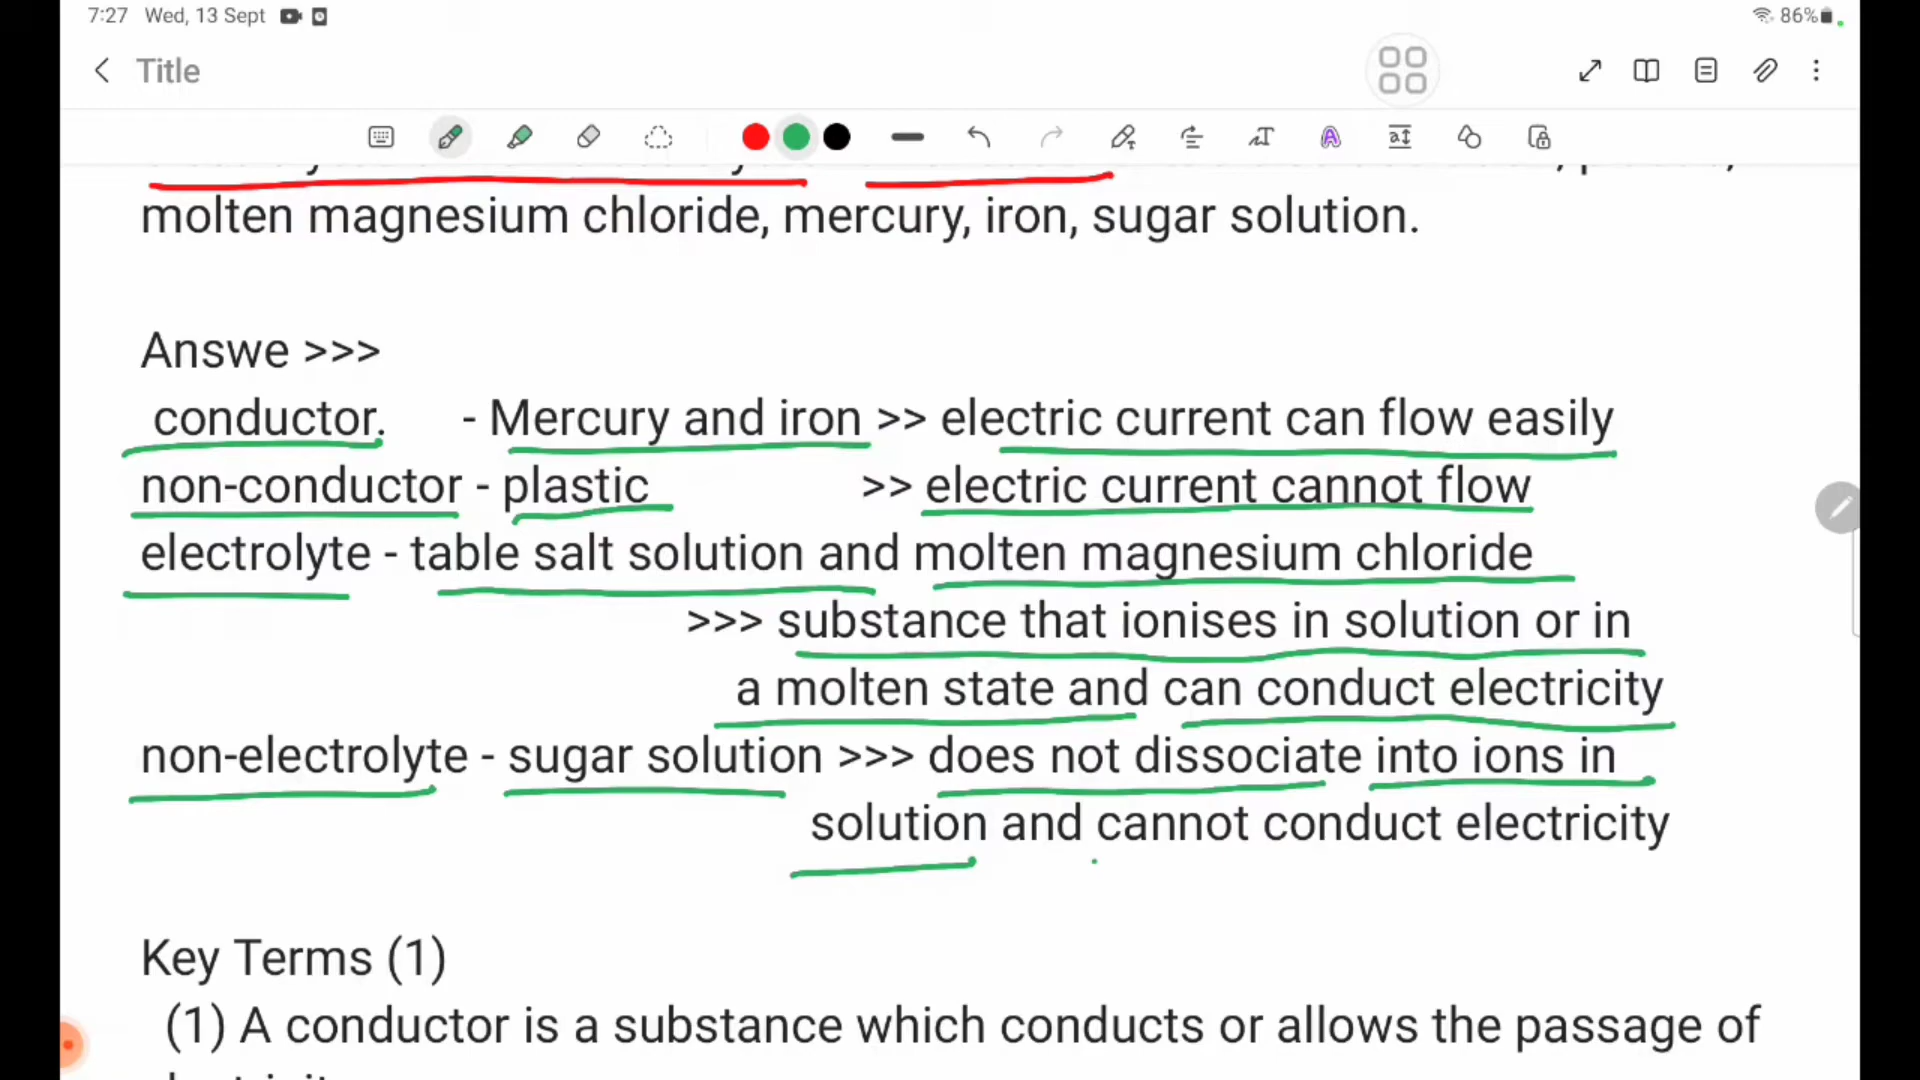 7:27 Wed, 13 Sept
86%
Title
molten magnesium chloride, mercury, iron, sugar solution.
Answe >>>
conductor. - Mercury and iron >> electric current can flow easily
non-conductor - plastic >> electric current cannot flow
electrolyte - table salt solution and molten magnesium chloride
>>> substance that ionises in solution or in
a molten state and can conduct electricity
non-electrolyte - sugar solution >>> does not dissociate into ions in
solution and cannot conduct electricity
Key Terms (1)
(1) A conductor is a substance which conducts or allows the passage of